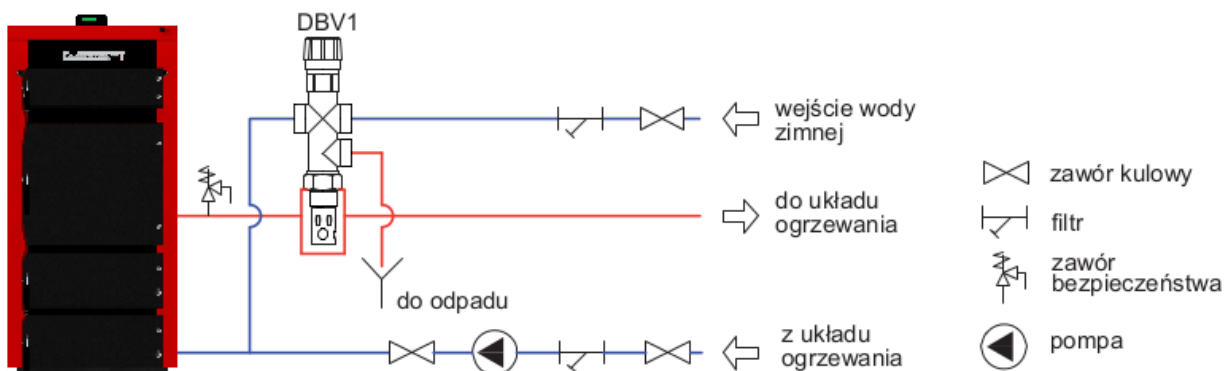 DBV1
wejście wody
zimnej
do układu
ogrzewania
do odpadu
z układu
ogrzewania
zawór kulowy
filtr
zawór
bezpieczeństwa
pompa